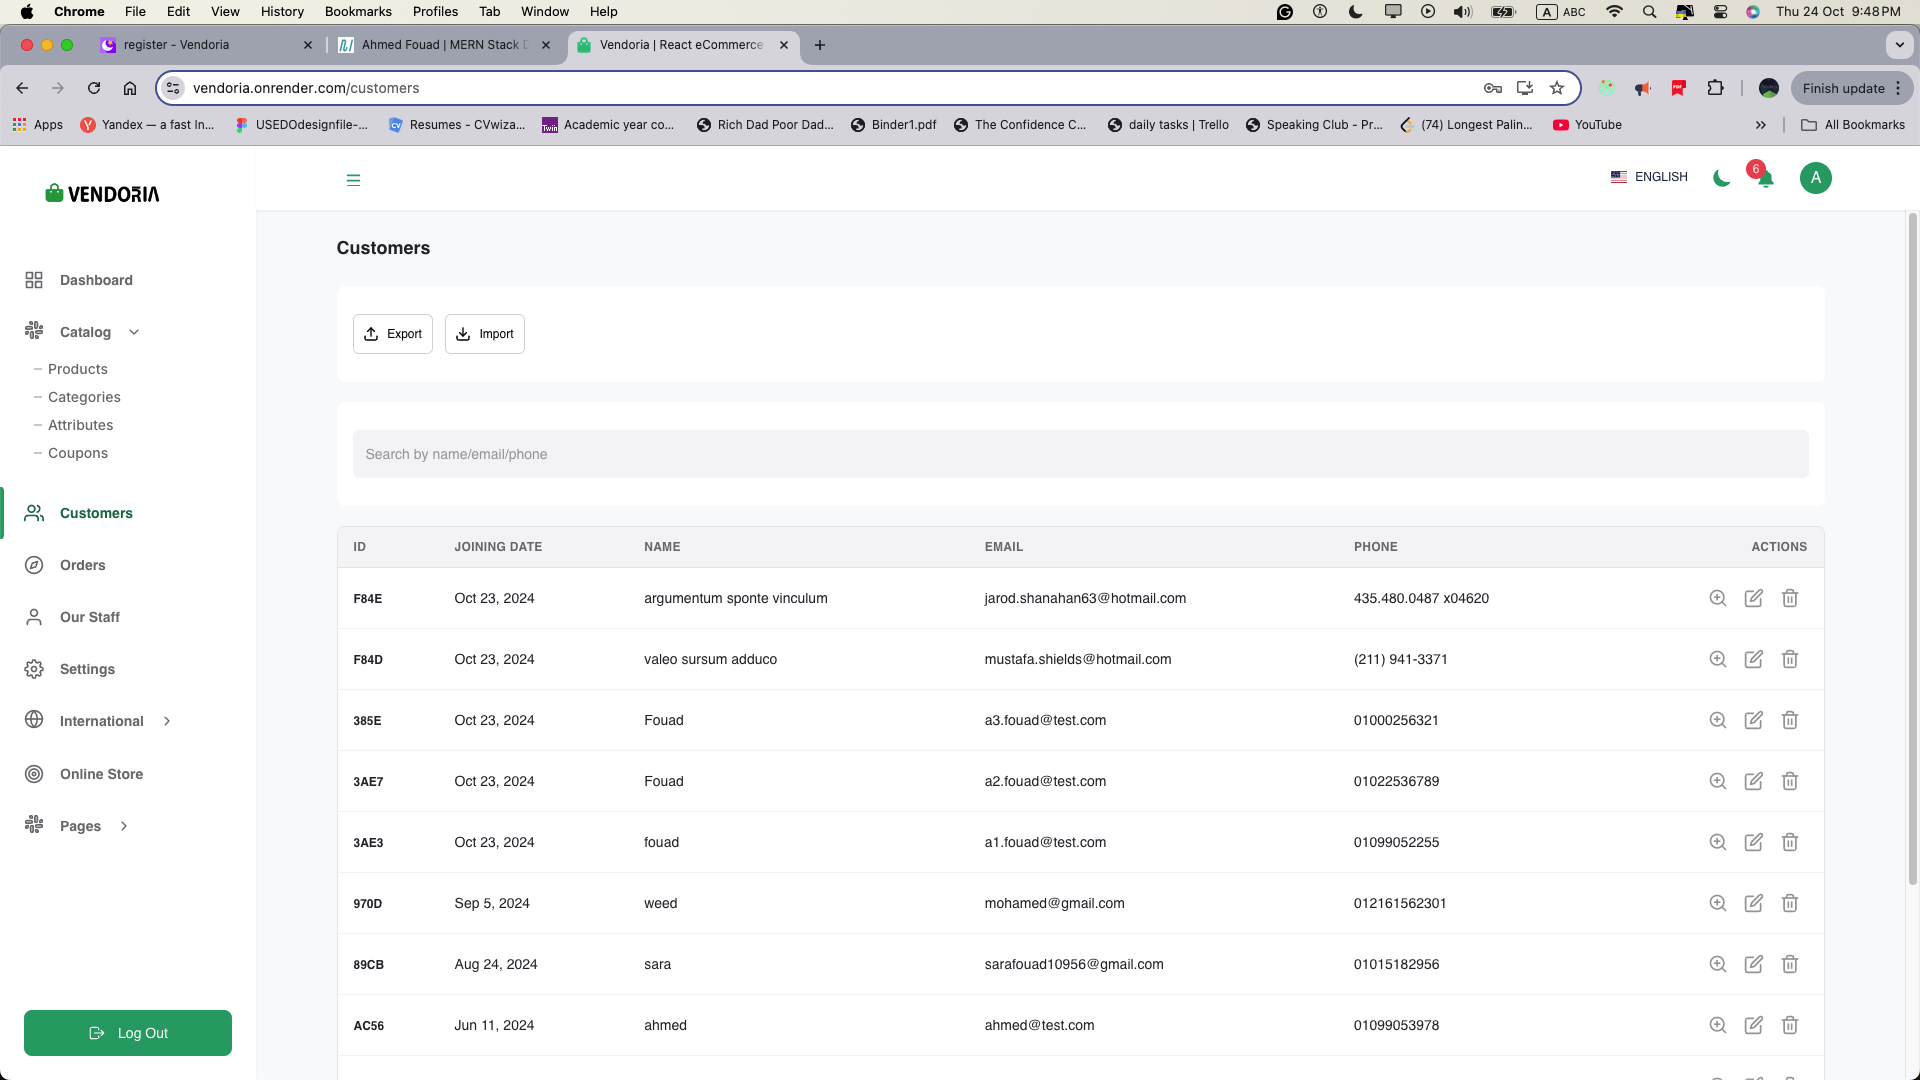 Chrome File Edit View History Bookmarks Profiles Tab Window Help A ABC Thu 24 Oct 9:48 PM
register - Vendoria Ahmed Fouad | MERN Stack Vendoria | React eCommerce
vendoria.onrender.com/customers Finish update
Apps Yandex — a fast In... USEDOdesignfile-... CV Resumes - CVwiza... Twin Academic year co... Rich Dad Poor Dad... Binder1.pdf The Confidence C... daily tasks | Trello Speaking Club - Pr... (74) Longest Palin... YouTube All Bookmarks
VENDORIA
ENGLISH 6 A
Customers
Dashboard
Export Import
Catalog
Products
Categories
Attributes
Coupons
Search by name/email/phone
Customers
Orders
Our Staff
Settings
International
Online Store
Pages
Log Out
ID JOINING DATE NAME EMAIL PHONE ACTIONS
F84E Oct 23, 2024 argumentum sponte vinculum jarod.shanahan63@hotmail.com 435.480.0487 x04620
F84D Oct 23, 2024 valeo sursum adduco mustafa.shields@hotmail.com (211) 941-3371
385E Oct 23, 2024 Fouad a3.fouad@test.com 01000256321
3AE7 Oct 23, 2024 Fouad a2.fouad@test.com 01022536789
3AE3 Oct 23, 2024 fouad a1.fouad@test.com 01099052255
970D Sep 5, 2024 weed mohamed@gmail.com 012161562301
89CB Aug 24, 2024 sara sarafouad10956@gmail.com 01015182956
AC56 Jun 11, 2024 ahmed ahmed@test.com 01099053978